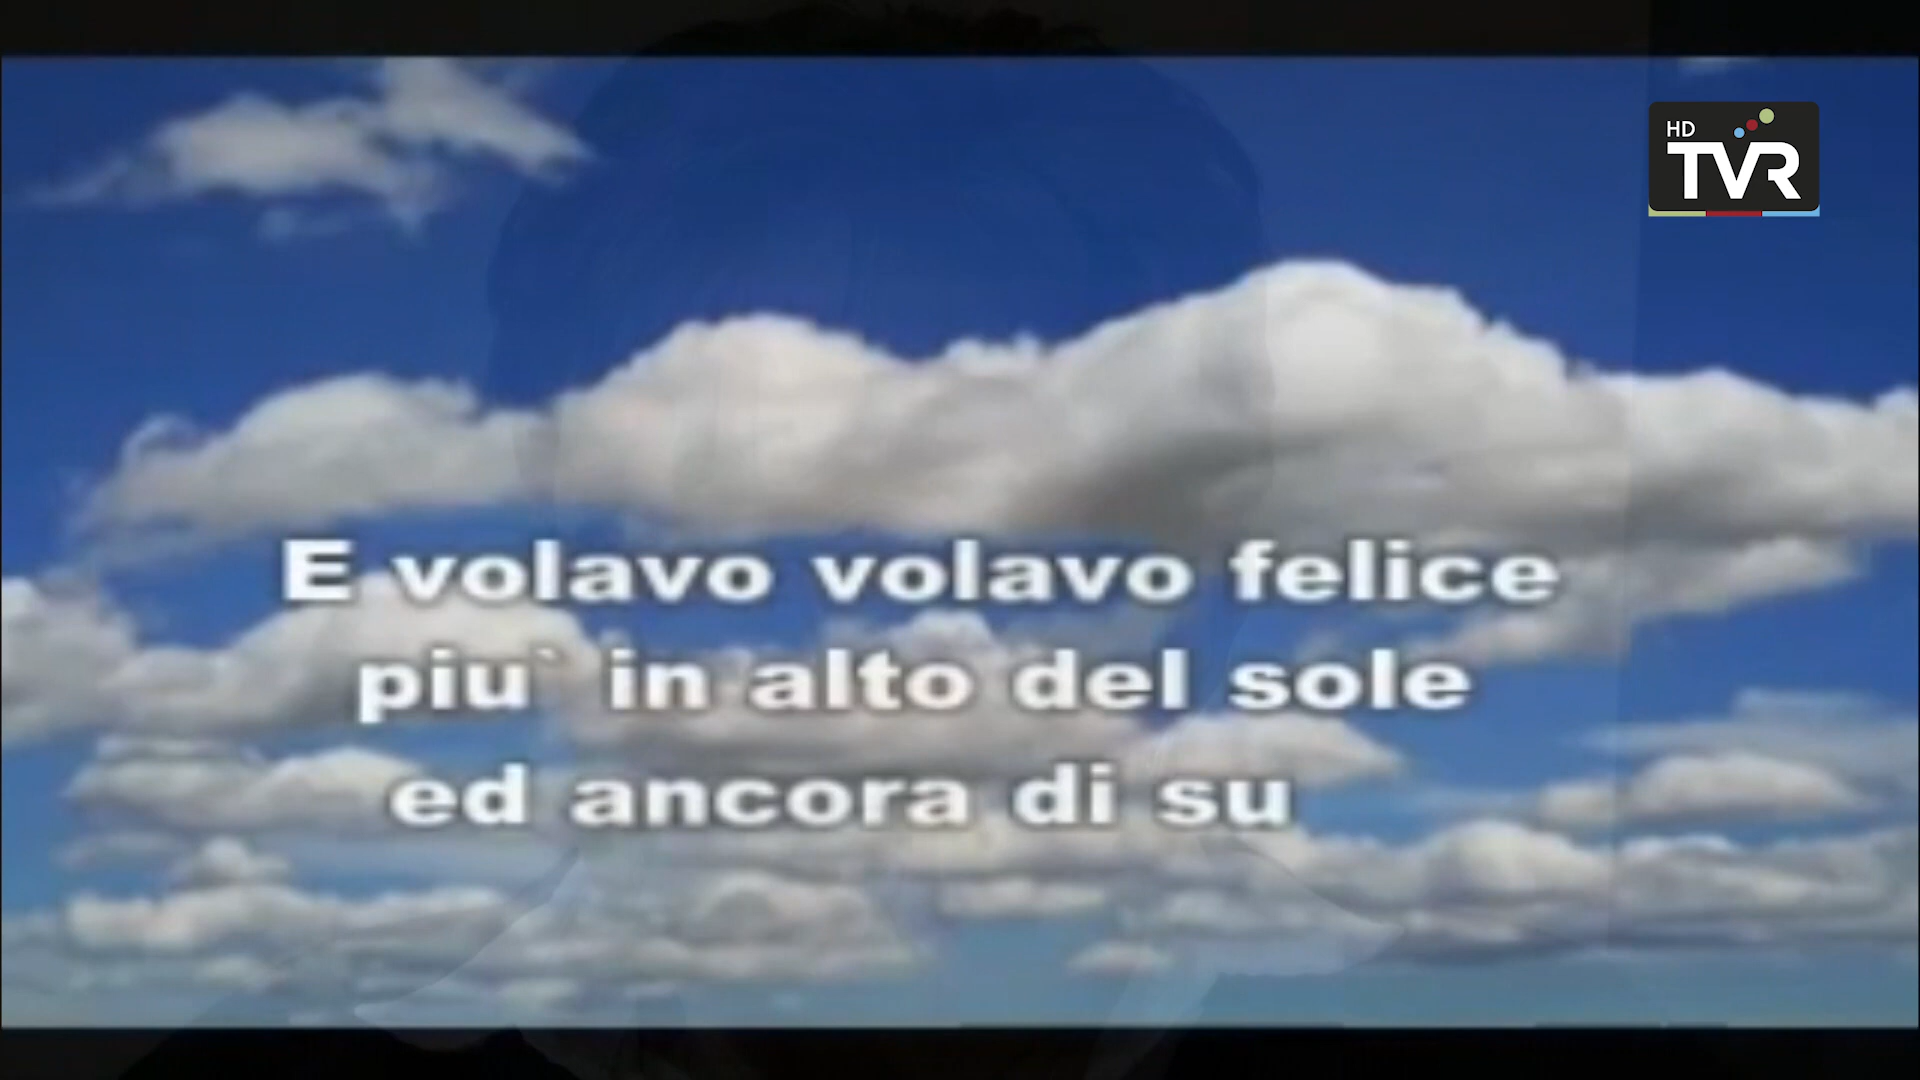 HD
TVR
E volavo volavo felice
piu` in alto del sole
ed ancora di su